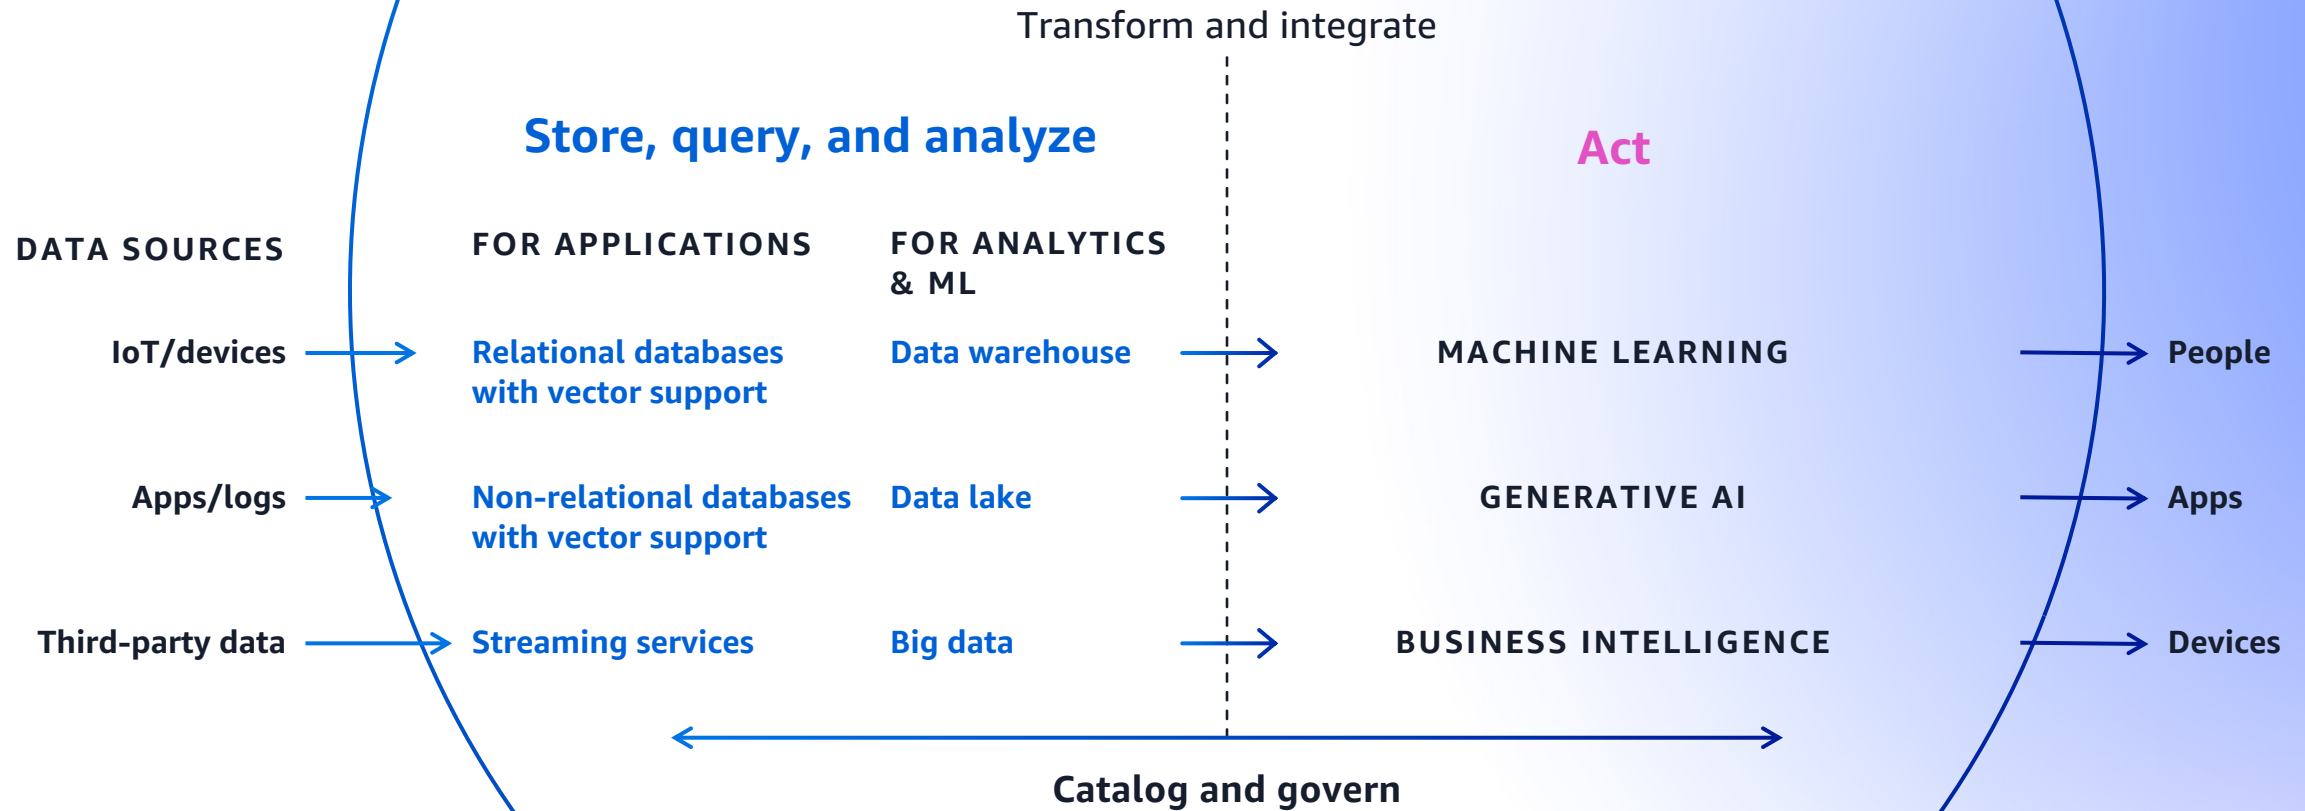 Transform and integrate
Store, query, and analyze
Act
DATA SOURCES
FOR APPLICATIONS
FOR ANALYTICS
& ML
IoT/devices
Relational databases
with vector support
Data warehouse
MACHINE LEARNING
People
Apps/logs
Non-relational databases
with vector support
Data lake
GENERATIVE AI
Apps
Third-party data
Streaming services
Big data
BUSINESS INTELLIGENCE
Devices
Catalog and govern